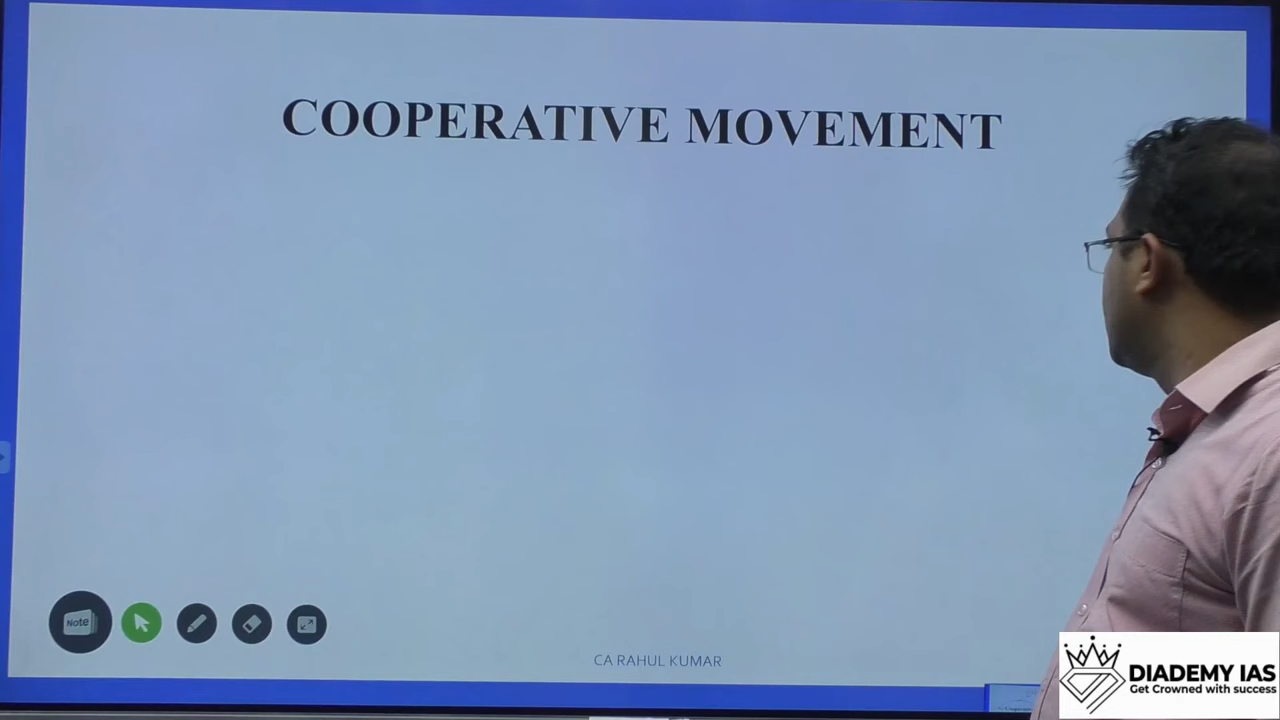 COOPERATIVE MOVEMENT
Note
CA RAHUL KUMAR
DIADEMY IAS
Get Crowned with success